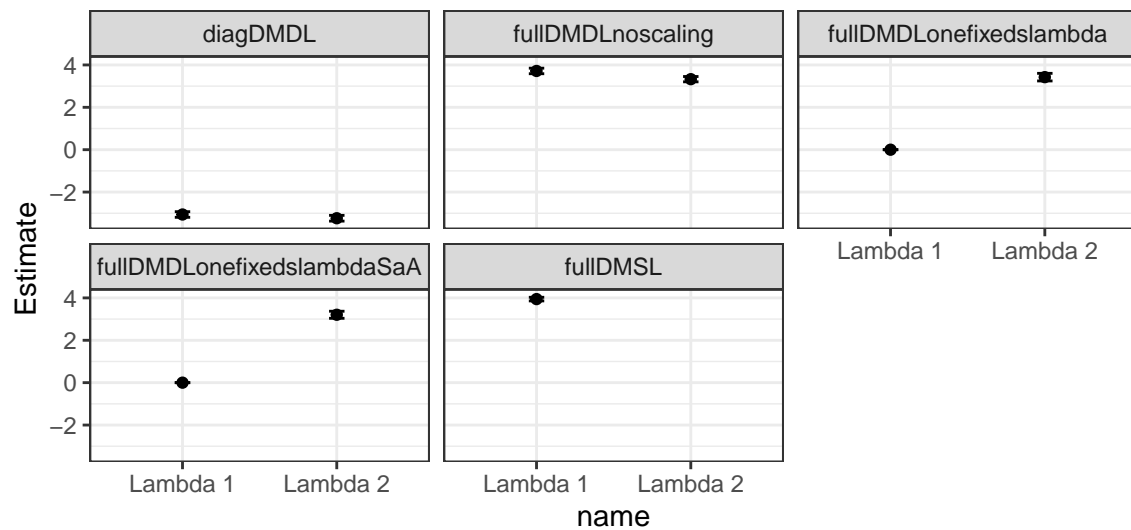 diagDMDL
fullDMDLnoscaling
fullDMDLonefixedslambda
4
2
0
−2
Lambda 1
Lambda 2
fullDMDLonefixedslambdaSaA
fullDMSL
4
2
0
−2
Lambda 1
Lambda 2
Lambda 1
Lambda 2
Estimate
name